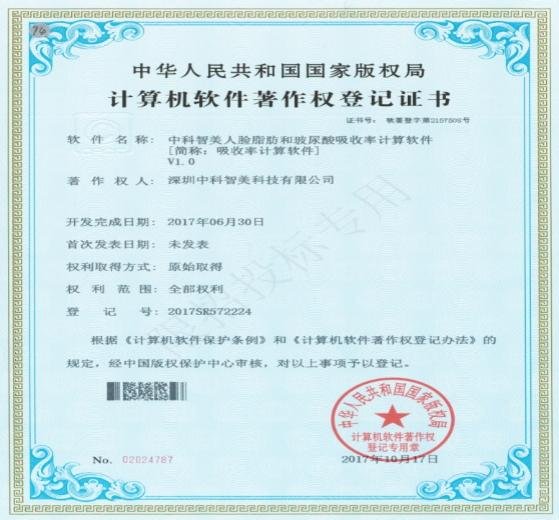 76
中华人民共和国国家版权局
计算机软件著作权登记证书
证书号: 软著登字第2157508号
软件名称: 中科智美人脸脂肪和玻尿酸吸收率计算软件
[简称: 吸收率计算软件]
V1.0
著作权人: 深圳中科智美科技有限公司
开发完成日期: 2017年06月30日
首次发表日期: 未发表
权利取得方式: 原始取得
权利范围: 全部权利
登记号: 2017SR572224
根据《计算机软件保护条例》和《计算机软件著作权登记办法》的
规定,经中国版权保护中心审核,对以上事项予以登记。
中华人民共和国国家版权局
计算机软件著作权
登记专用章
No. 02024787
2017年10月17日